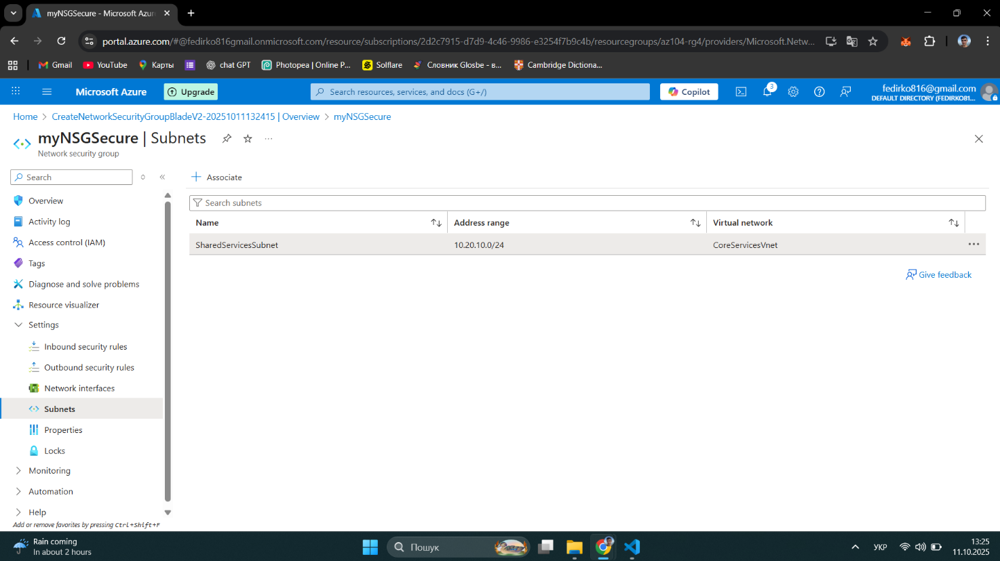 myNSGSecure - Microsoft Azur
portal.azure.com/#@fedirko816gmail.onmicrosoft.com/resource/subscriptions/2d2c7915-d7d9-4c46-9986-e3254f7b9c4b/resourcegroups/az104-rg4/providers/Microsoft.Netw...
Gmail
YouTube
Карты
chat GPT
Photopea | Online P...
Solflare
Словник Glosbe - в...
Cambridge Dictiona...
Microsoft Azure
Upgrade
Search resources, services, and docs (G+/)
Copilot
3
fedirko816@gmail.com
DEFAULT DIRECTORY (FEDIRKO81...
Home > CreateNetworkSecurityGroupBladeV2-20251011132415 | Overview > myNSGSecure
myNSGSecure | Subnets
Network security group
Search
Associate
Search subnets
Name
Address range
Virtual network
SharedServicesSubnet
10.20.10.0/24
CoreServicesVnet
Give feedback
Overview
Activity log
Access control (IAM)
Tags
Diagnose and solve problems
Resource visualizer
Settings
Inbound security rules
Outbound security rules
Network interfaces
Subnets
Properties
Locks
Monitoring
Automation
Help
Add or remove favorites by pressing Ctrl+Shift+F
Rain coming
In about 2 hours
Пошук
УКР
13:25
11.10.2025